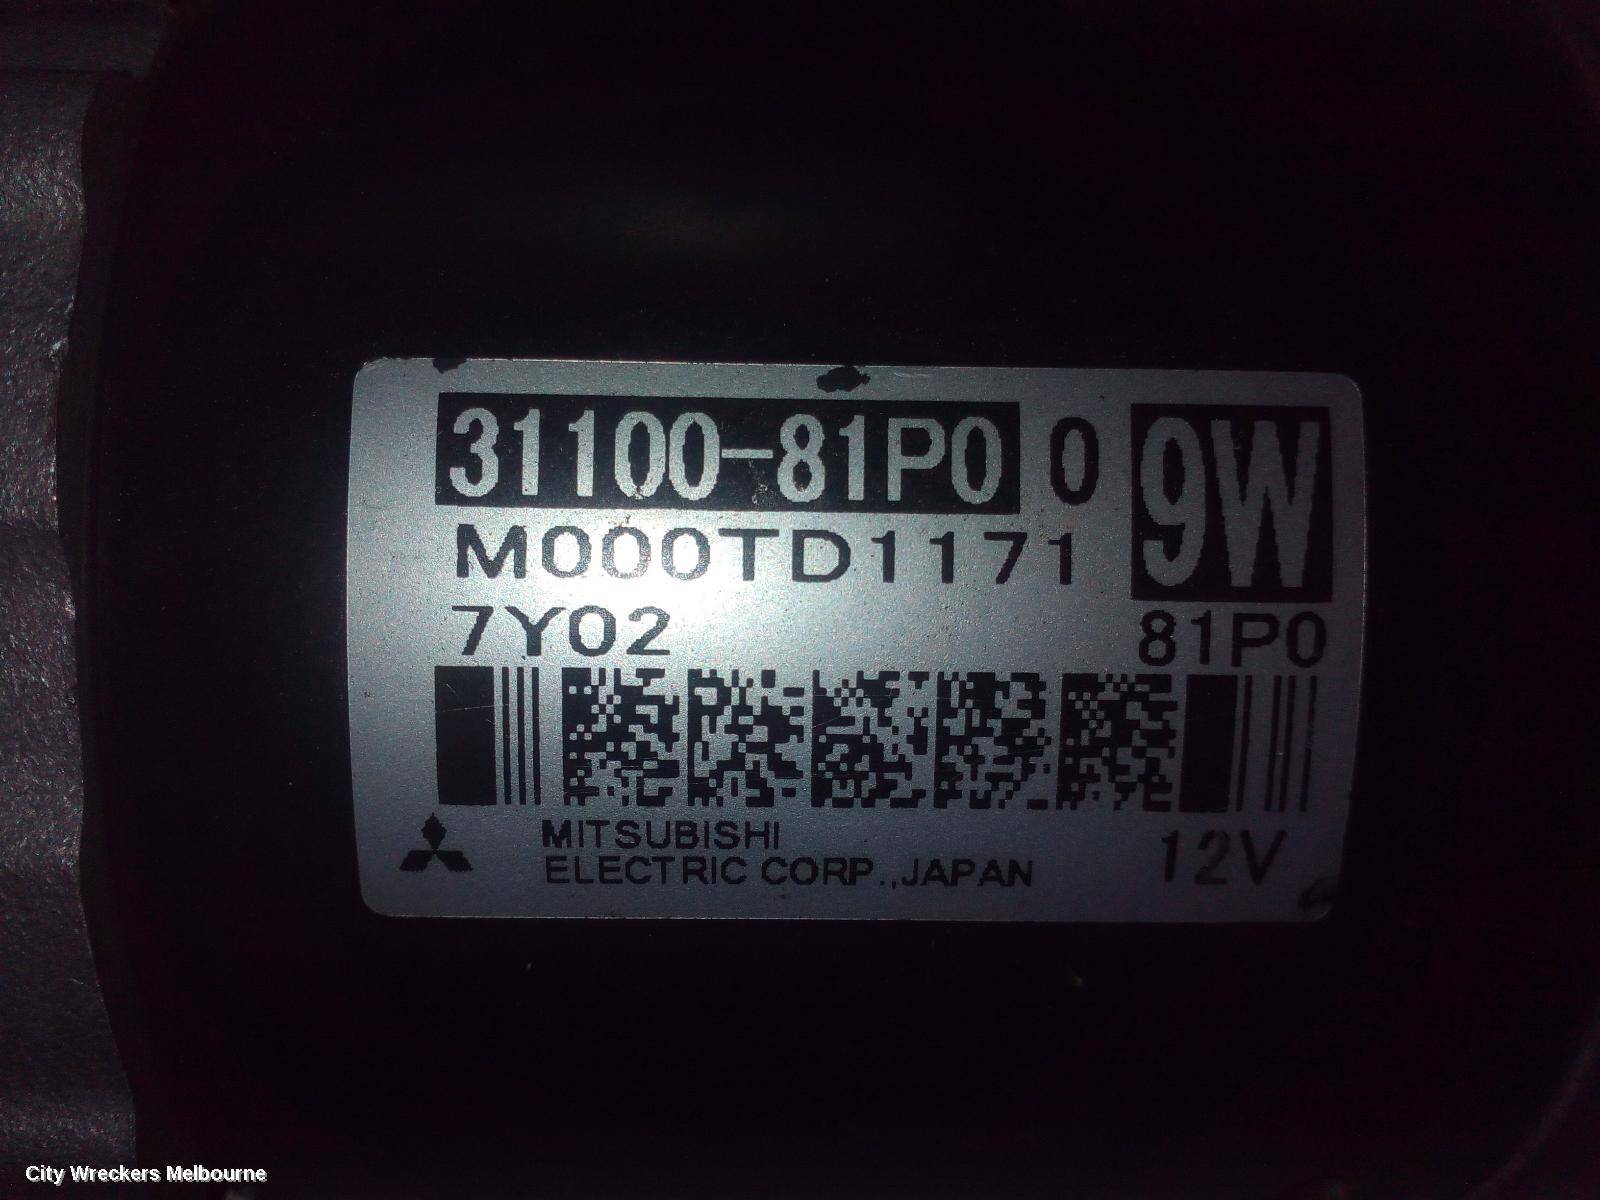 31100-81P0 0 9W
M000TD1171
7Y02 81P0
MITSUBISHI
ELECTRIC CORP.,JAPAN 12V
City Wreckers Melbourne